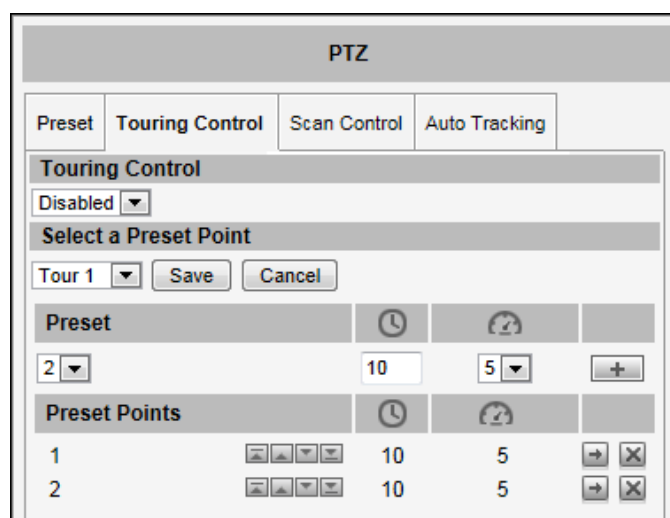 PTZ
Preset Touring Control Scan Control Auto Tracking
Touring Control
Disabled
Select a Preset Point
Tour 1 Save Cancel
Preset
2 10 5 +
Preset Points
1 10 5
2 10 5